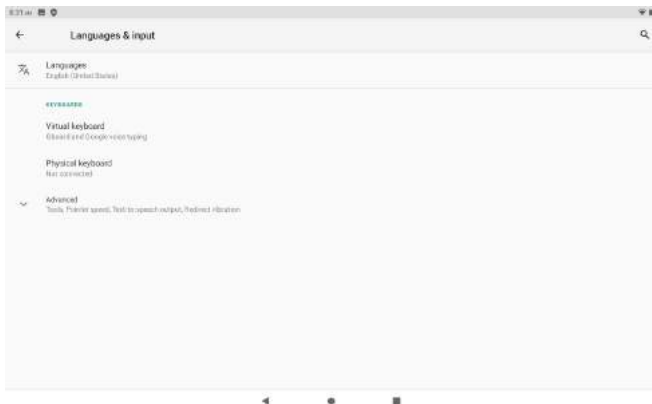 Languages & input
Languages
English (United States)
KEYBOARDS
Virtual keyboard
Gboard and Google voice typing
Physical keyboard
Not connected
Advanced
Tools, Pointer speed, Text-to-speech output, Redirect vibration